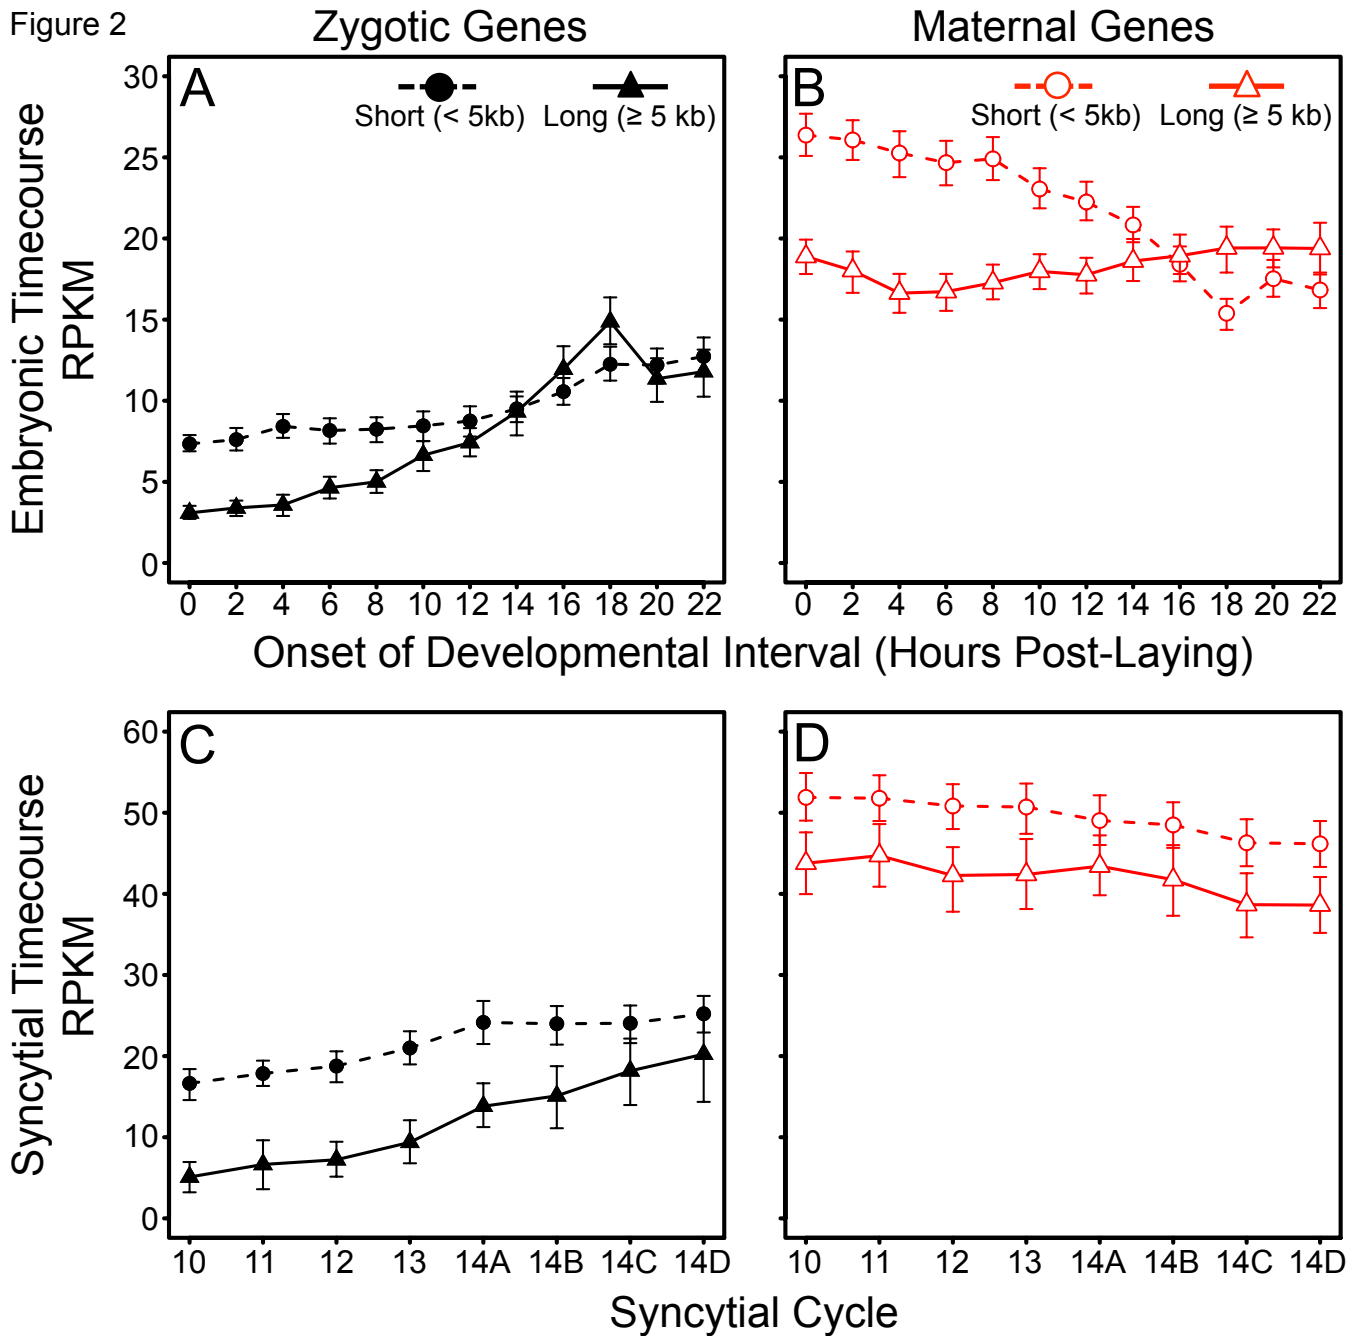 Figure 2
Zygotic Genes
Maternal Genes
Embryonic Timecourse
RPKM
A
Short (< 5kb)
Long (≥ 5 kb)
30
25
20
15
10
5
0
0 2 4 6 8 10 12 14 16 18 20 22
B
Short (< 5kb)
Long (≥ 5 kb)
0 2 4 6 8 10 12 14 16 18 20 22
Onset of Developmental Interval (Hours Post-Laying)
Syncytial Timecourse
RPKM
C
60
50
40
30
20
10
0
10 11 12 13 14A 14B 14C 14D
D
10 11 12 13 14A 14B 14C 14D
Syncytial Cycle